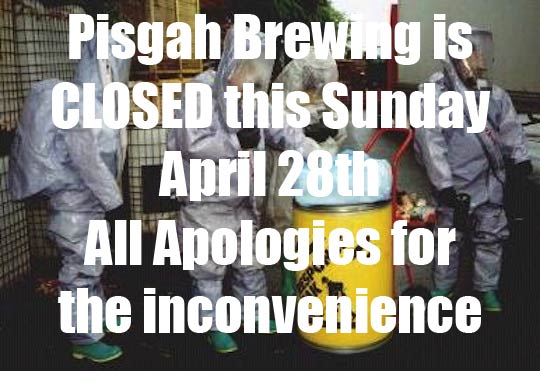 Pisgah Brewing is
CLOSED this Sunday
April 28th
All Apologies for
the inconvenience